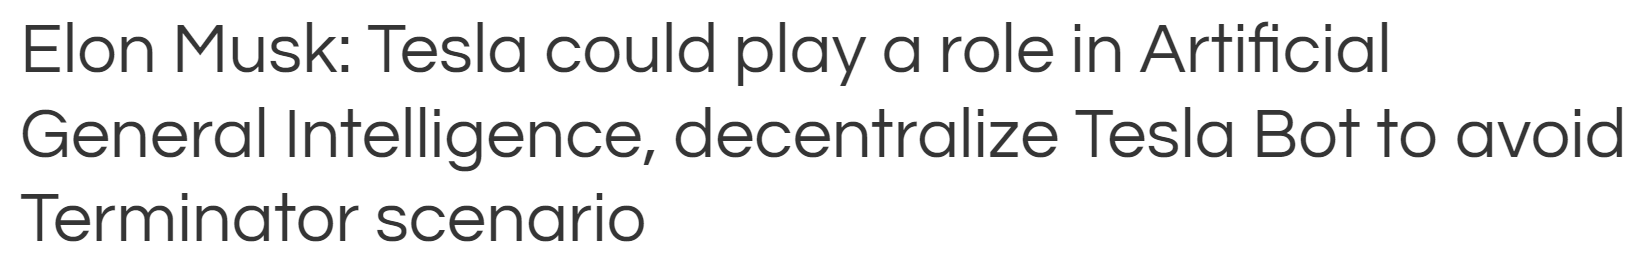 Elon Musk: Tesla could play a role in Artificial
General Intelligence, decentralize Tesla Bot to avoid
Terminator scenario